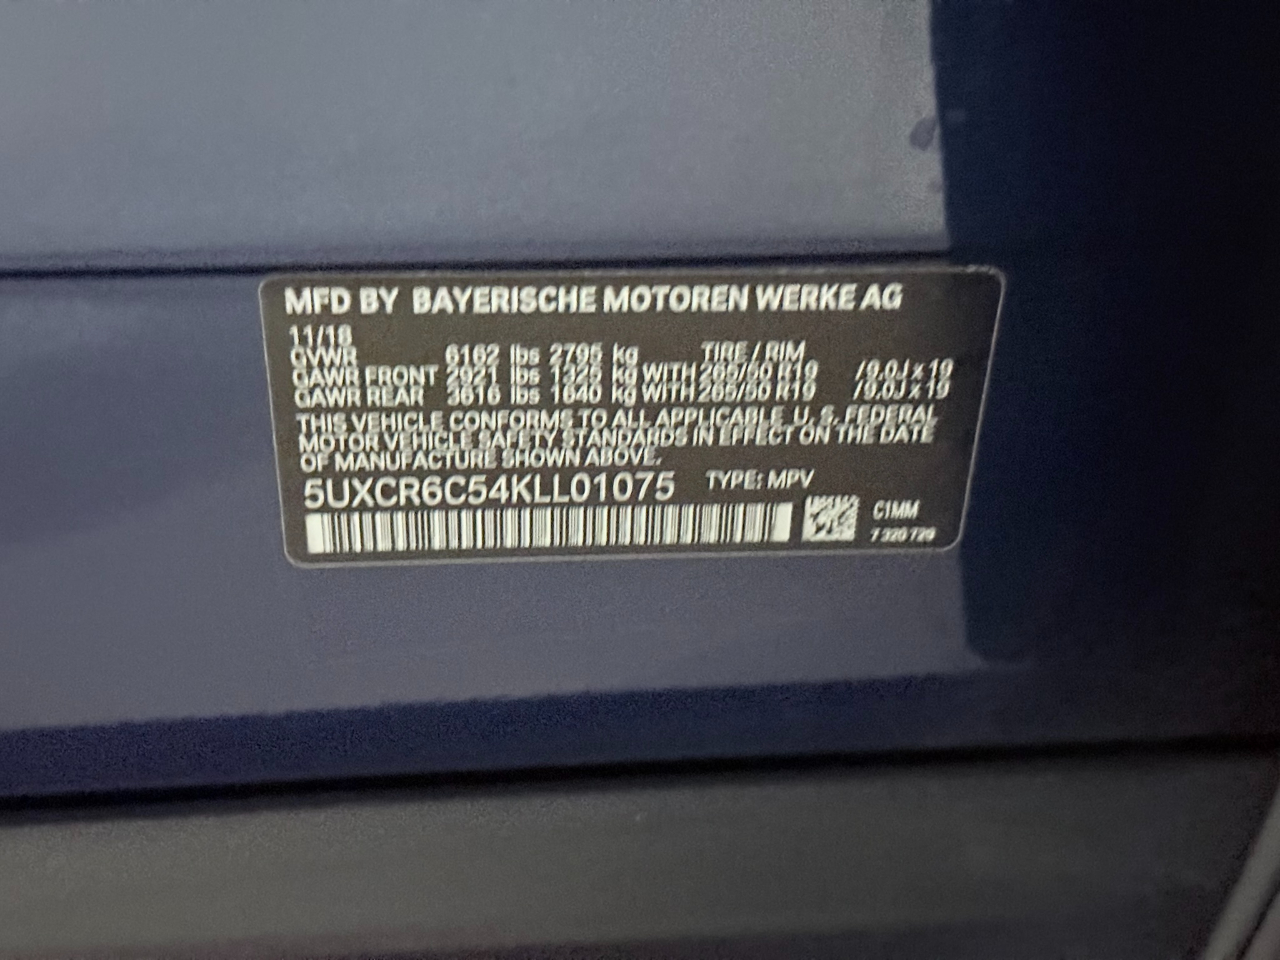 MFD BY BAYERISCHE MOTOREN WERKE AG
11/18
GVWR 6162 lbs 2795 kg TIRE / RIM
GAWR FRONT 2921 lbs 1325 kg WITH 265/50 R19 /9.0J x 19
GAWR REAR 3616 lbs 1640 kg WITH 265/50 R19 /9.0J x 19
THIS VEHICLE CONFORMS TO ALL APPLICABLE U. S. FEDERAL
MOTOR VEHICLE SAFETY STANDARDS IN EFFECT ON THE DATE
OF MANUFACTURE SHOWN ABOVE.
5UXCR6C54KLL01075 TYPE: MPV
C1MM
7 320 729